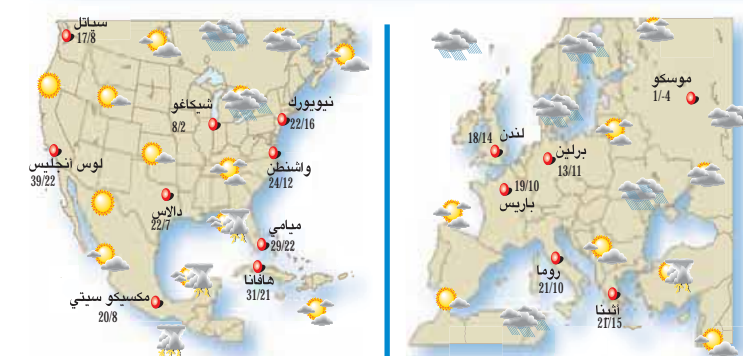 سياتل
17/8
شيكاغو
8/2
نيويورك
22/16
لوس انجليس
39/22
واشنطن
24/12
دالاس
22/7
ميامي
29/22
هافانا
31/21
مكسيكو سيتي
20/8
موسكو
1/-4
لندن
18/14
برلين
13/11
19/10
باريس
روما
21/10
أثينا
21/15